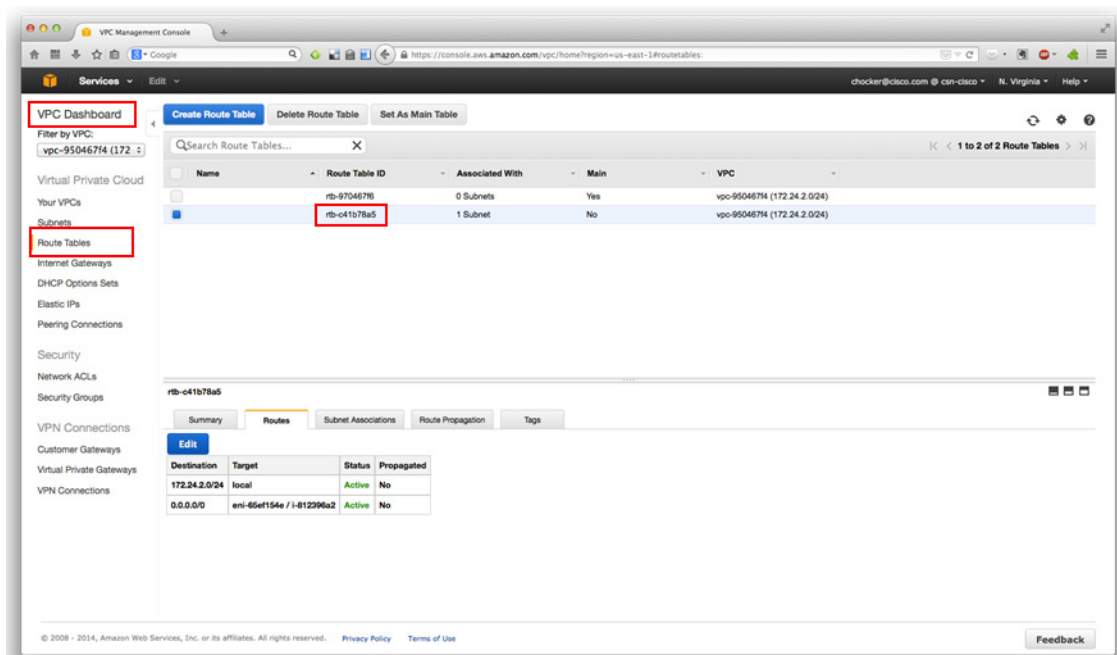 VPC Management Console
Google
https://console.aws.amazon.com/vpc/home?region=us-east-1#routetables:
Services Edit
chocker@cisco.com @ csn-cisco N. Virginia Help
VPC Dashboard
Filter by VPC:
vpc-950467f4 (172
Virtual Private Cloud
Your VPCs
Subnets
Route Tables
Internet Gateways
DHCP Options Sets
Elastic IPs
Peering Connections
Security
Network ACLs
Security Groups
VPN Connections
Customer Gateways
Virtual Private Gateways
VPN Connections
Create Route Table Delete Route Table Set As Main Table
Search Route Tables... X
1 to 2 of 2 Route Tables
Name Route Table ID Associated With Main VPC
rtb-970467f6 0 Subnets Yes vpc-950467f4 (172.24.2.0/24)
rtb-c41b78a5 1 Subnet No vpc-950467f4 (172.24.2.0/24)
rtb-c41b78a5
Summary Routes Subnet Associations Route Propagation Tags
Edit
Destination Target Status Propagated
172.24.2.0/24 local Active No
0.0.0.0/0 eni-65ef154e / i-812396a2 Active No
© 2008 - 2014, Amazon Web Services, Inc. or its affiliates. All rights reserved. Privacy Policy Terms of Use
Feedback